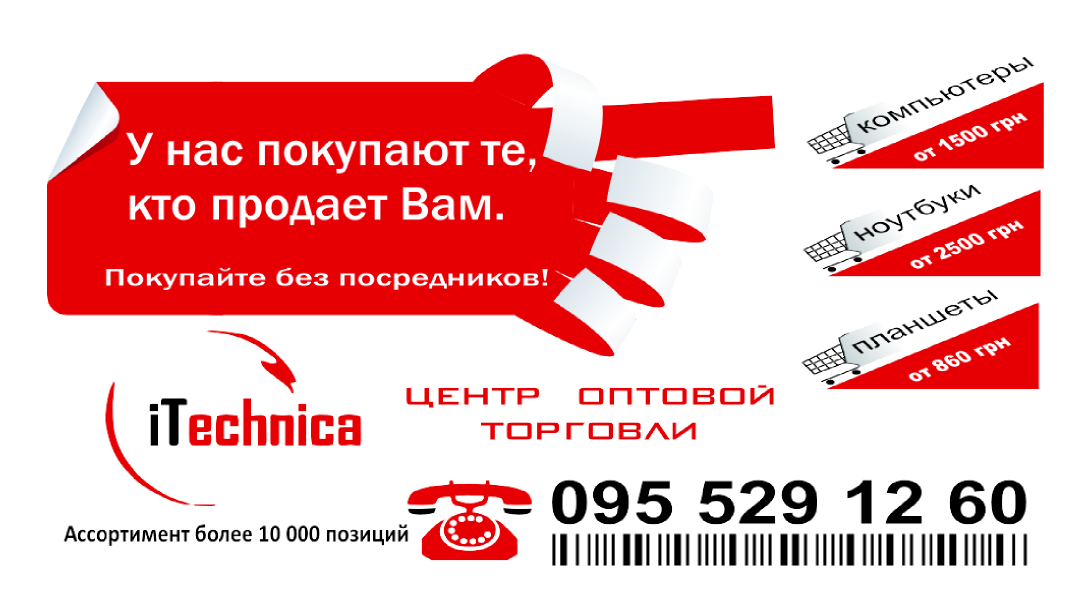 У нас покупают те,
кто продает Вам.
Покупайте без посредников!
компьютеры
от 1500 грн
ноутбуки
от 2500 грн
планшеты
от 860 грн
iTechnica
ЦЕНТР ОПТОВОЙ
ТОРГОВЛИ
Ассортимент более 10 000 позиций
095 529 12 60